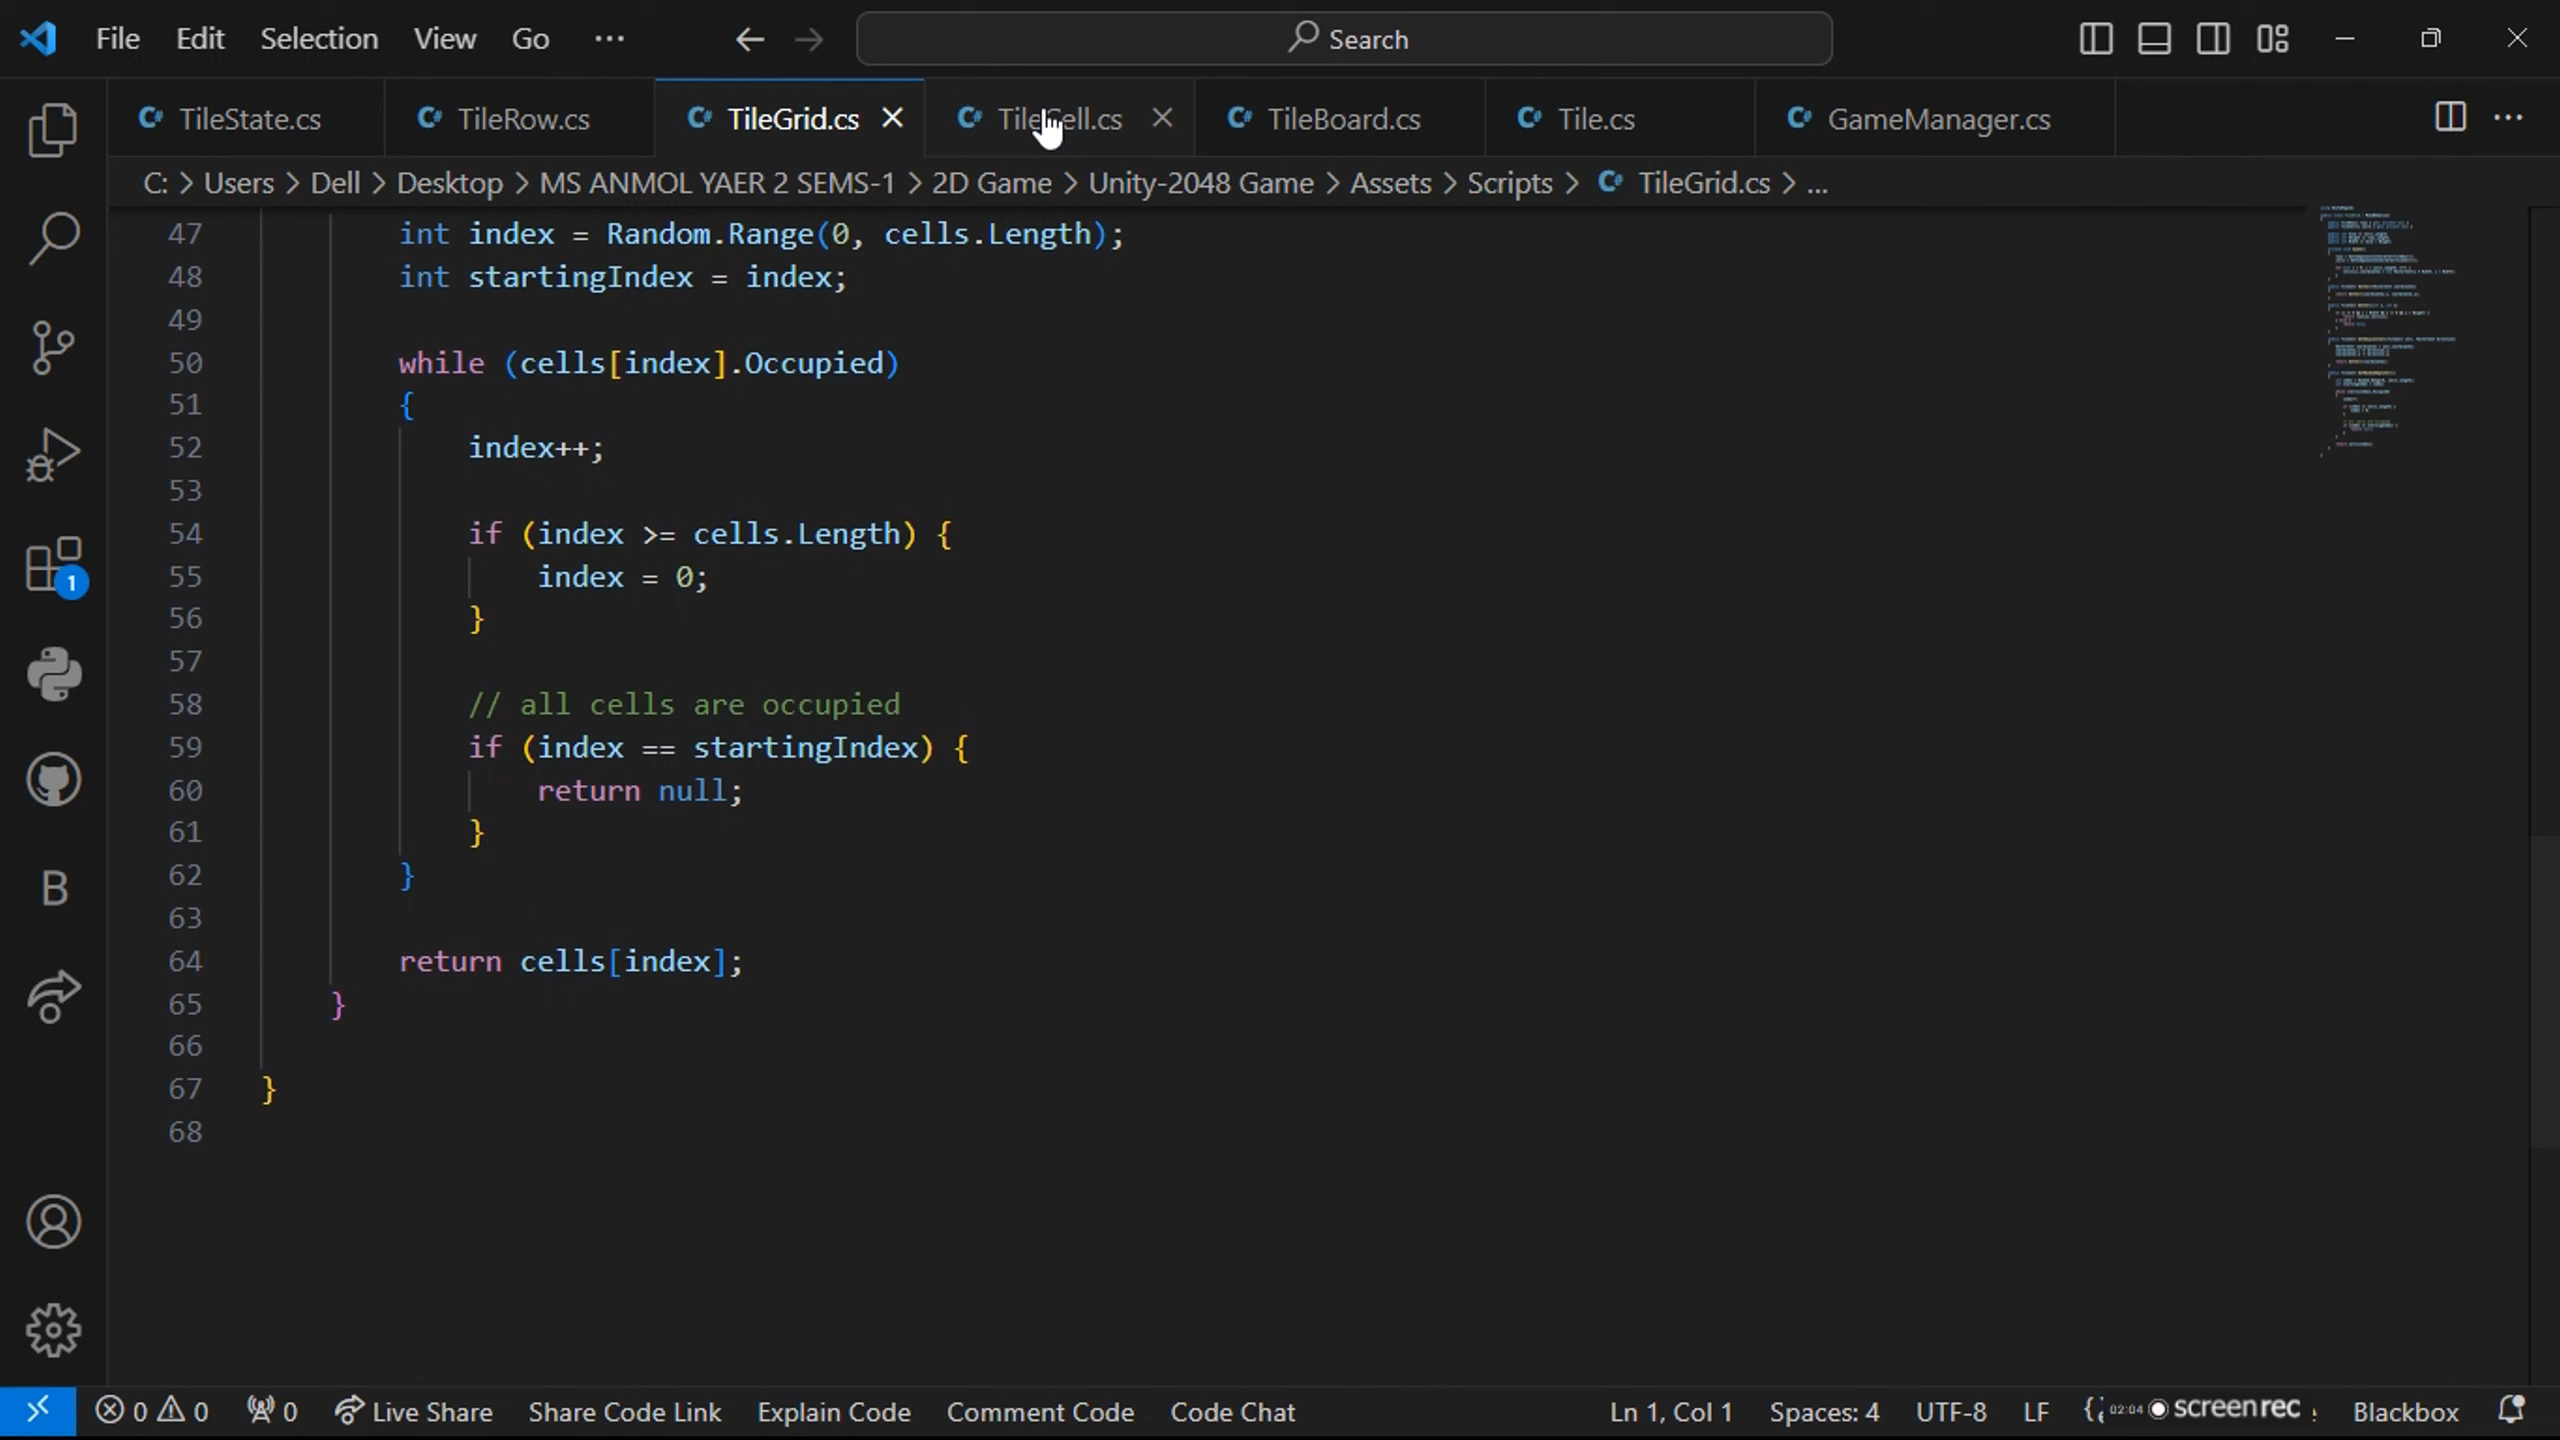 File Edit Selection View Go ··· Search
TileState.cs TileRow.cs TileGrid.cs TileCell.cs TileBoard.cs Tile.cs GameManager.cs
C: > Users > Dell > Desktop > MS ANMOL YAER 2 SEMS-1 > 2D Game > Unity-2048 Game > Assets > Scripts > TileGrid.cs > ...
47 int index = Random.Range(0, cells.Length);
48 int startingIndex = index;
49
50 while (cells[index].Occupied)
51 {
52 index++;
53
54 if (index >= cells.Length) {
55 index = 0;
56 }
57
58 // all cells are occupied
59 if (index == startingIndex) {
60 return null;
61 }
62 }
63
64 return cells[index];
65 }
66
67 }
68
1
B
0 0 0 Live Share Share Code Link Explain Code Comment Code Code Chat Ln 1, Col 1 Spaces: 4 UTF-8 LF 02:04 screenrec Blackbox